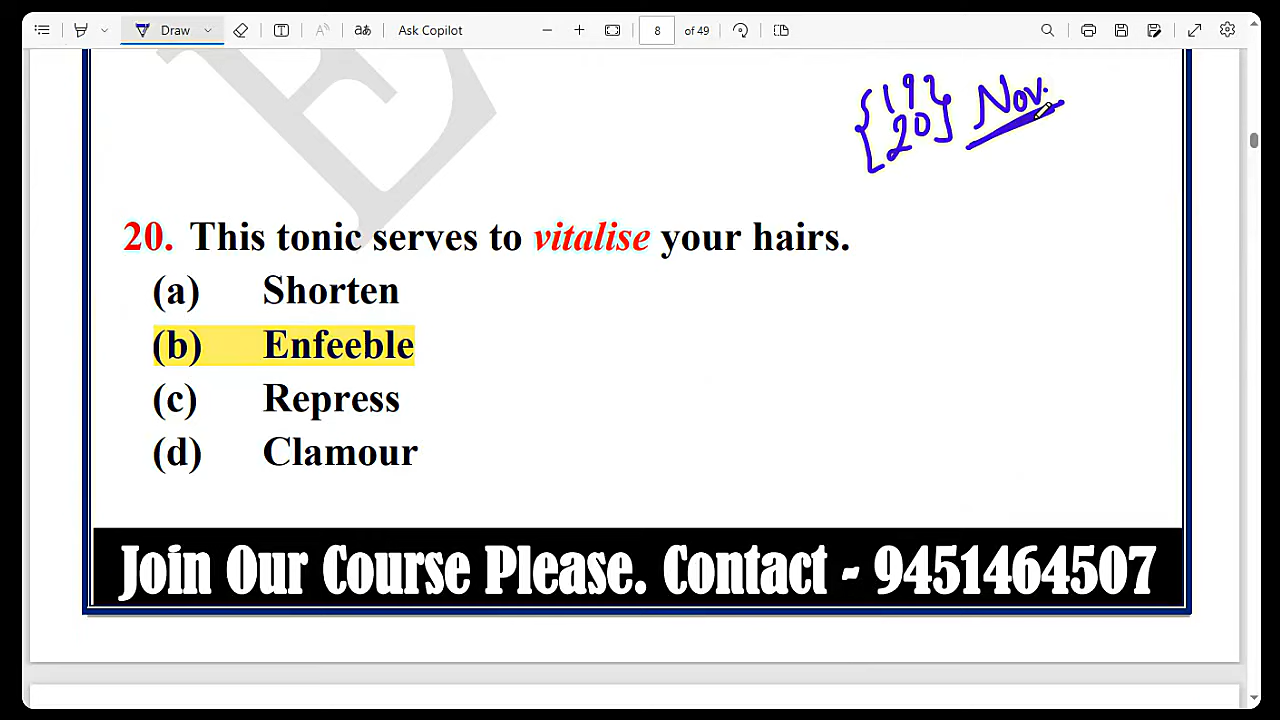 Draw
Ask Copilot
8 of 49
{19
20} Nov.
20. This tonic serves to vitalise your hairs.
(a) Shorten
(b) Enfeeble
(c) Repress
(d) Clamour
Join Our Course Please. Contact - 9451464507